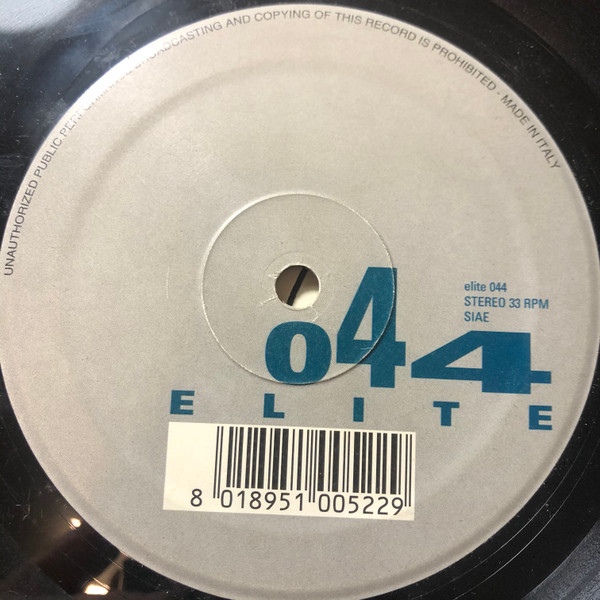 UNAUTHORIZED PUBLIC PERFORMANCE BROADCASTING AND COPYING OF THIS RECORD IS PROHIBITED · MADE IN ITALY
elite 044
STEREO 33 RPM
SIAE
044
ELITE
8 018951 005229